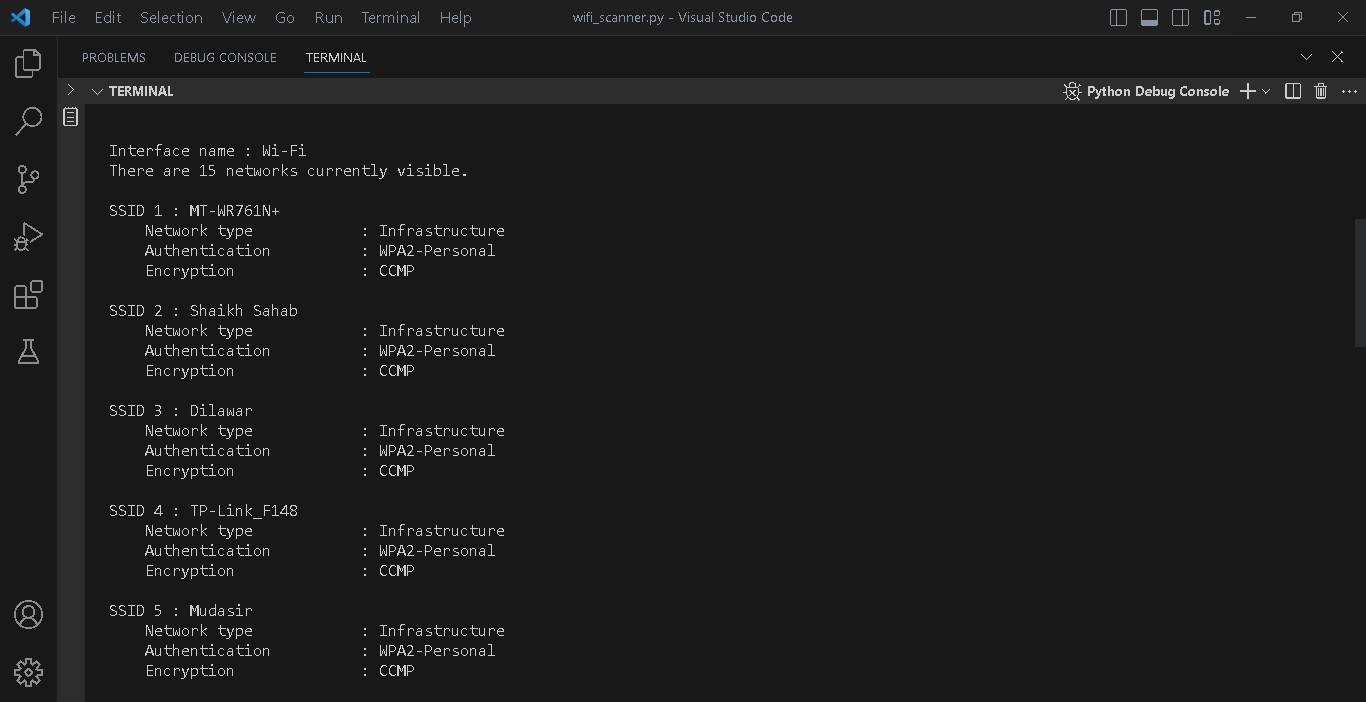 File Edit Selection View Go Run Terminal Help wifi_scanner.py - Visual Studio Code
PROBLEMS DEBUG CONSOLE TERMINAL
TERMINAL Python Debug Console
Interface name : Wi-Fi
There are 15 networks currently visible.
SSID 1 : MT-WR761N+
Network type : Infrastructure
Authentication : WPA2-Personal
Encryption : CCMP
SSID 2 : Shaikh Sahab
Network type : Infrastructure
Authentication : WPA2-Personal
Encryption : CCMP
SSID 3 : Dilawar
Network type : Infrastructure
Authentication : WPA2-Personal
Encryption : CCMP
SSID 4 : TP-Link_F148
Network type : Infrastructure
Authentication : WPA2-Personal
Encryption : CCMP
SSID 5 : Mudasir
Network type : Infrastructure
Authentication : WPA2-Personal
Encryption : CCMP